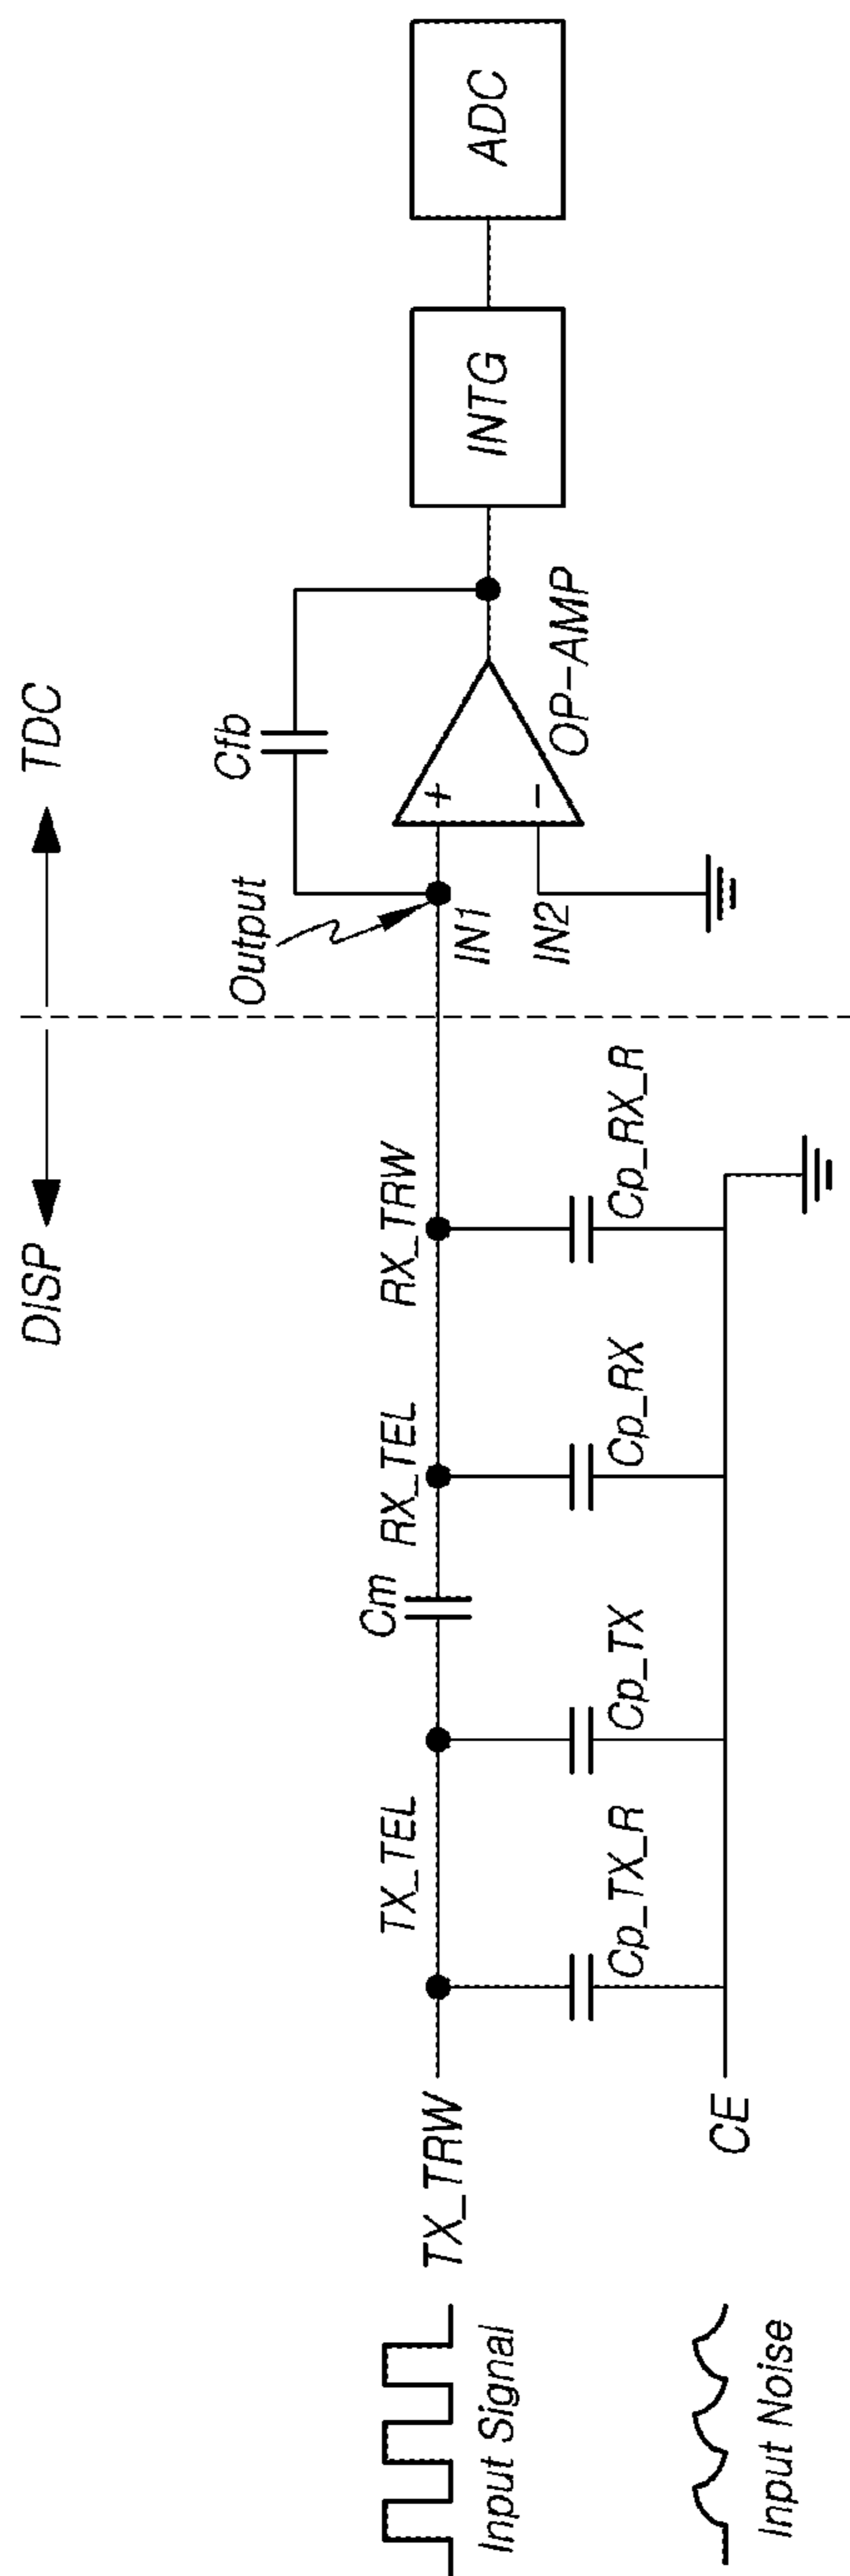 DISP
TDC
Cfb
Output
TX_TRW
TX_TEL
Cm
RX_TEL
RX_TRW
IN1
+
IN2
−
OP-AMP
INTG
ADC
Input Signal
Cp_TX_R
Cp_TX
Cp_RX
Cp_RX_R
CE
Input Noise